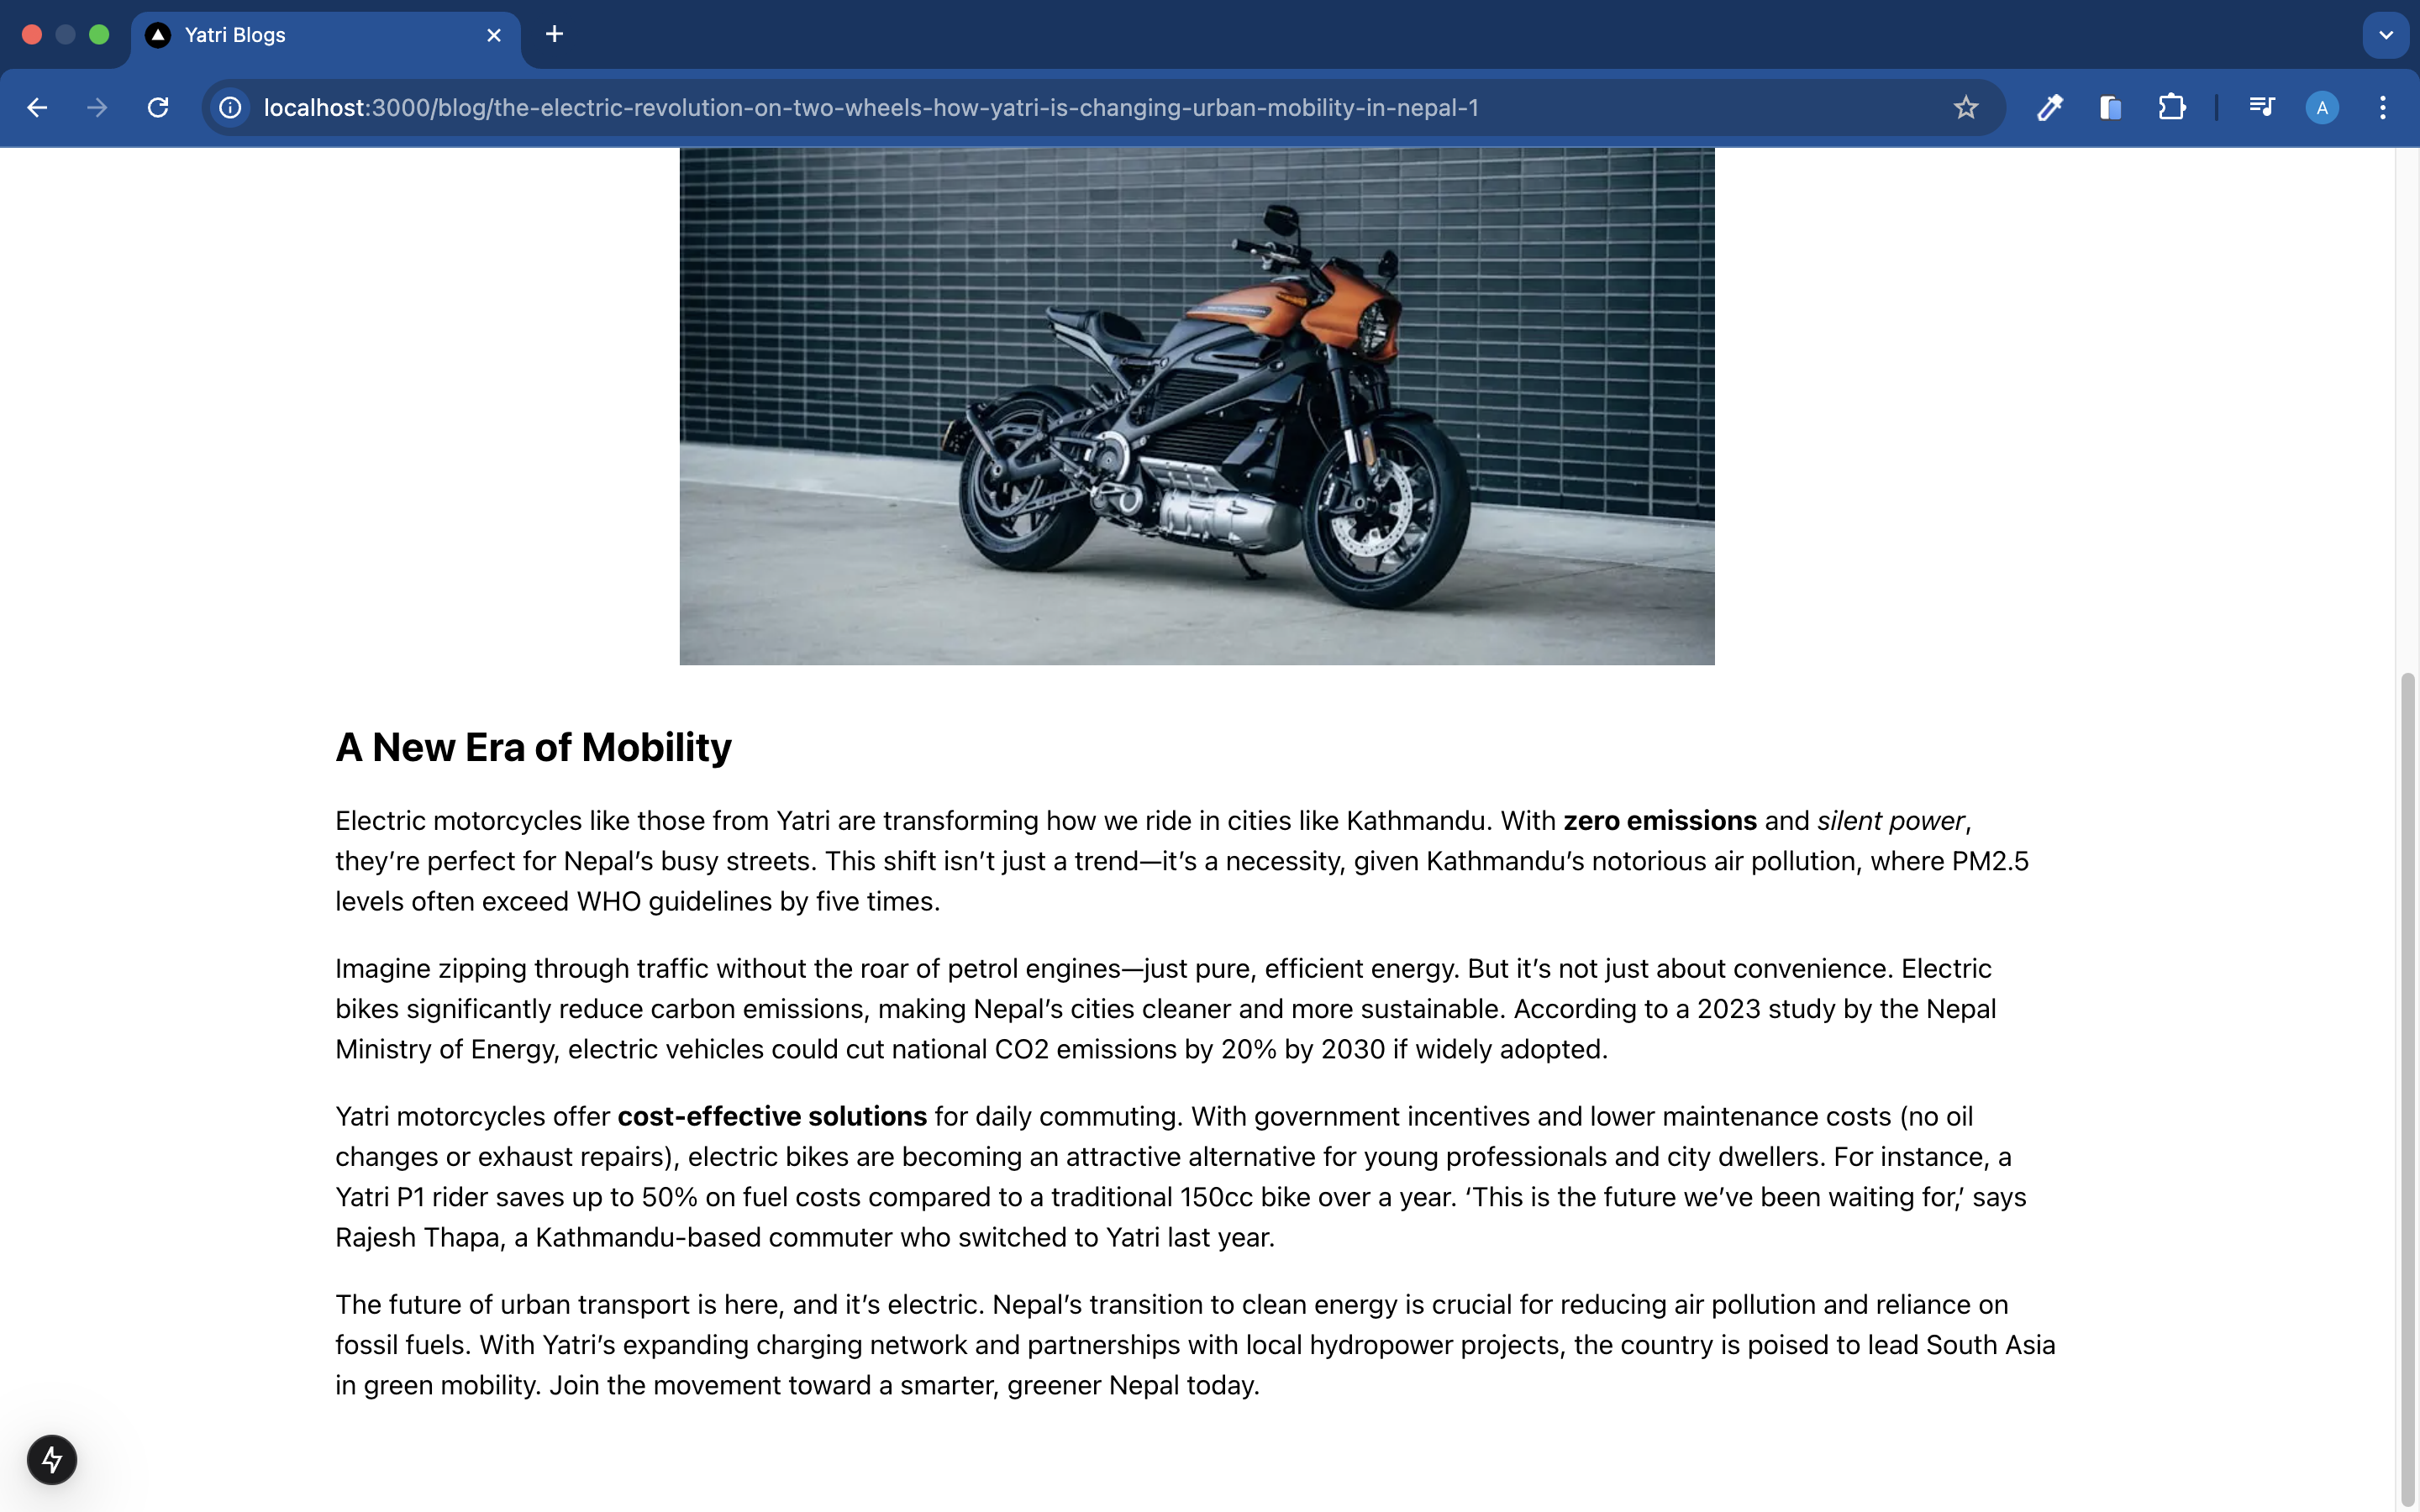 Yatri Blogs
localhost:3000/blog/the-electric-revolution-on-two-wheels-how-yatri-is-changing-urban-mobility-in-nepal-1
A
A New Era of Mobility
Electric motorcycles like those from Yatri are transforming how we ride in cities like Kathmandu. With zero emissions and silent power,
they’re perfect for Nepal’s busy streets. This shift isn’t just a trend—it’s a necessity, given Kathmandu’s notorious air pollution, where PM2.5
levels often exceed WHO guidelines by five times.
Imagine zipping through traffic without the roar of petrol engines—just pure, efficient energy. But it’s not just about convenience. Electric
bikes significantly reduce carbon emissions, making Nepal’s cities cleaner and more sustainable. According to a 2023 study by the Nepal
Ministry of Energy, electric vehicles could cut national CO2 emissions by 20% by 2030 if widely adopted.
Yatri motorcycles offer cost-effective solutions for daily commuting. With government incentives and lower maintenance costs (no oil
changes or exhaust repairs), electric bikes are becoming an attractive alternative for young professionals and city dwellers. For instance, a
Yatri P1 rider saves up to 50% on fuel costs compared to a traditional 150cc bike over a year. ‘This is the future we’ve been waiting for,’ says
Rajesh Thapa, a Kathmandu-based commuter who switched to Yatri last year.
The future of urban transport is here, and it’s electric. Nepal’s transition to clean energy is crucial for reducing air pollution and reliance on
fossil fuels. With Yatri’s expanding charging network and partnerships with local hydropower projects, the country is poised to lead South Asia
in green mobility. Join the movement toward a smarter, greener Nepal today.